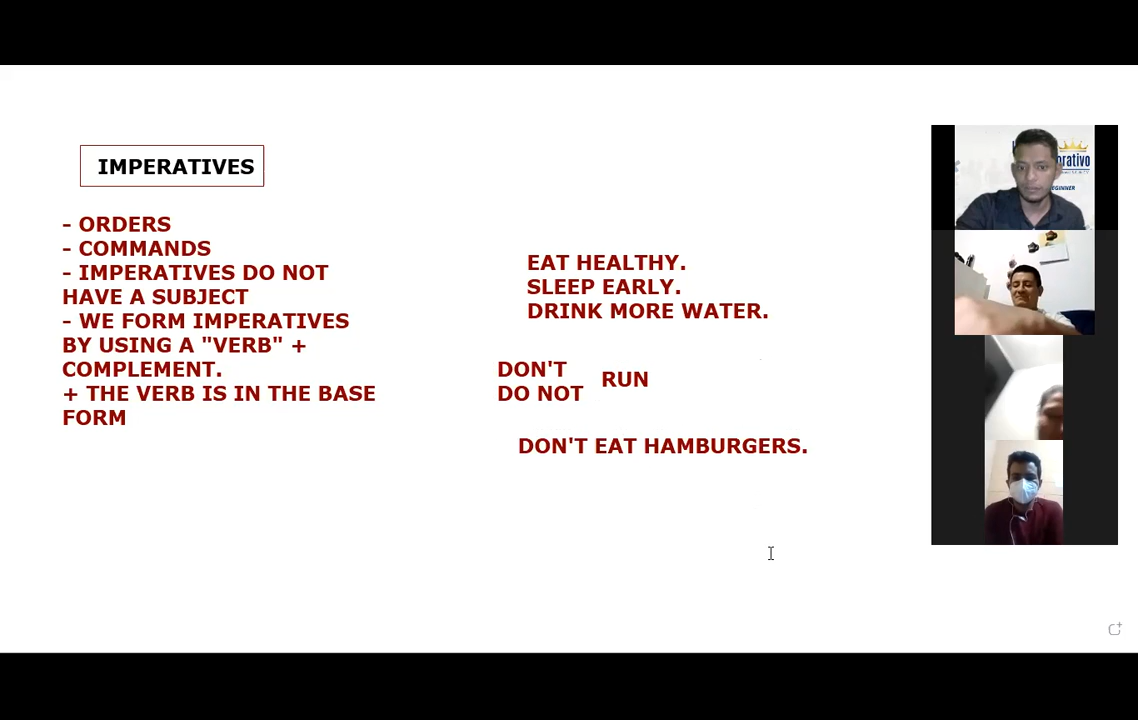 IMPERATIVES
- ORDERS
- COMMANDS
- IMPERATIVES DO NOT
HAVE A SUBJECT
- WE FORM IMPERATIVES
BY USING A "VERB" +
COMPLEMENT.
+ THE VERB IS IN THE BASE
FORM
EAT HEALTHY.
SLEEP EARLY.
DRINK MORE WATER.
DON'T
DO NOT
RUN
DON'T EAT HAMBURGERS.